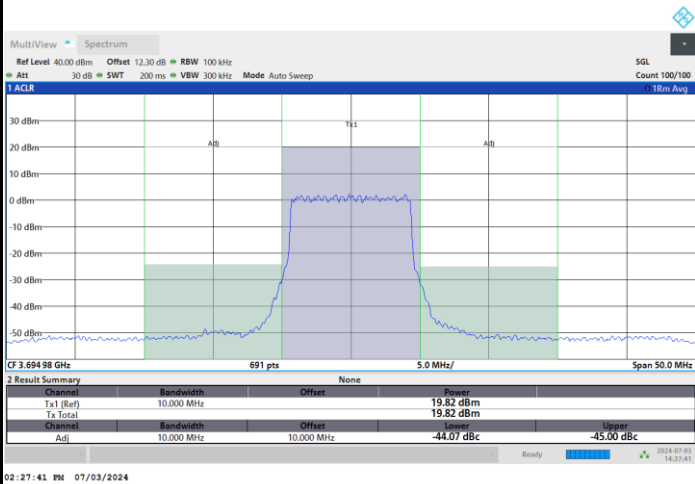 MultiView Spectrum
Ref Level 40.00 dBm Offset 12.30 dB RBW 100 kHz SGL
Att 30 dB SWT 200 ms VBW 300 kHz Mode Auto Sweep Count 100/100
1 ACLR 1Rm Avg
30 dBm
Tx1
20 dBm
Adj Adj
10 dBm
0 dBm
-10 dBm
-20 dBm
-30 dBm
-40 dBm
-50 dBm
CF 3.694 98 GHz 691 pts 5.0 MHz/ Span 50.0 MHz
2 Result Summary None
Channel Bandwidth Offset Power
Tx1 (Ref) 10.000 MHz 19.82 dBm
Tx Total 19.82 dBm
Channel Bandwidth Offset Lower Upper
Adj 10.000 MHz 10.000 MHz -44.07 dBc -45.00 dBc
Ready 2024-07-03
14:27:41
02:27:41 PM 07/03/2024